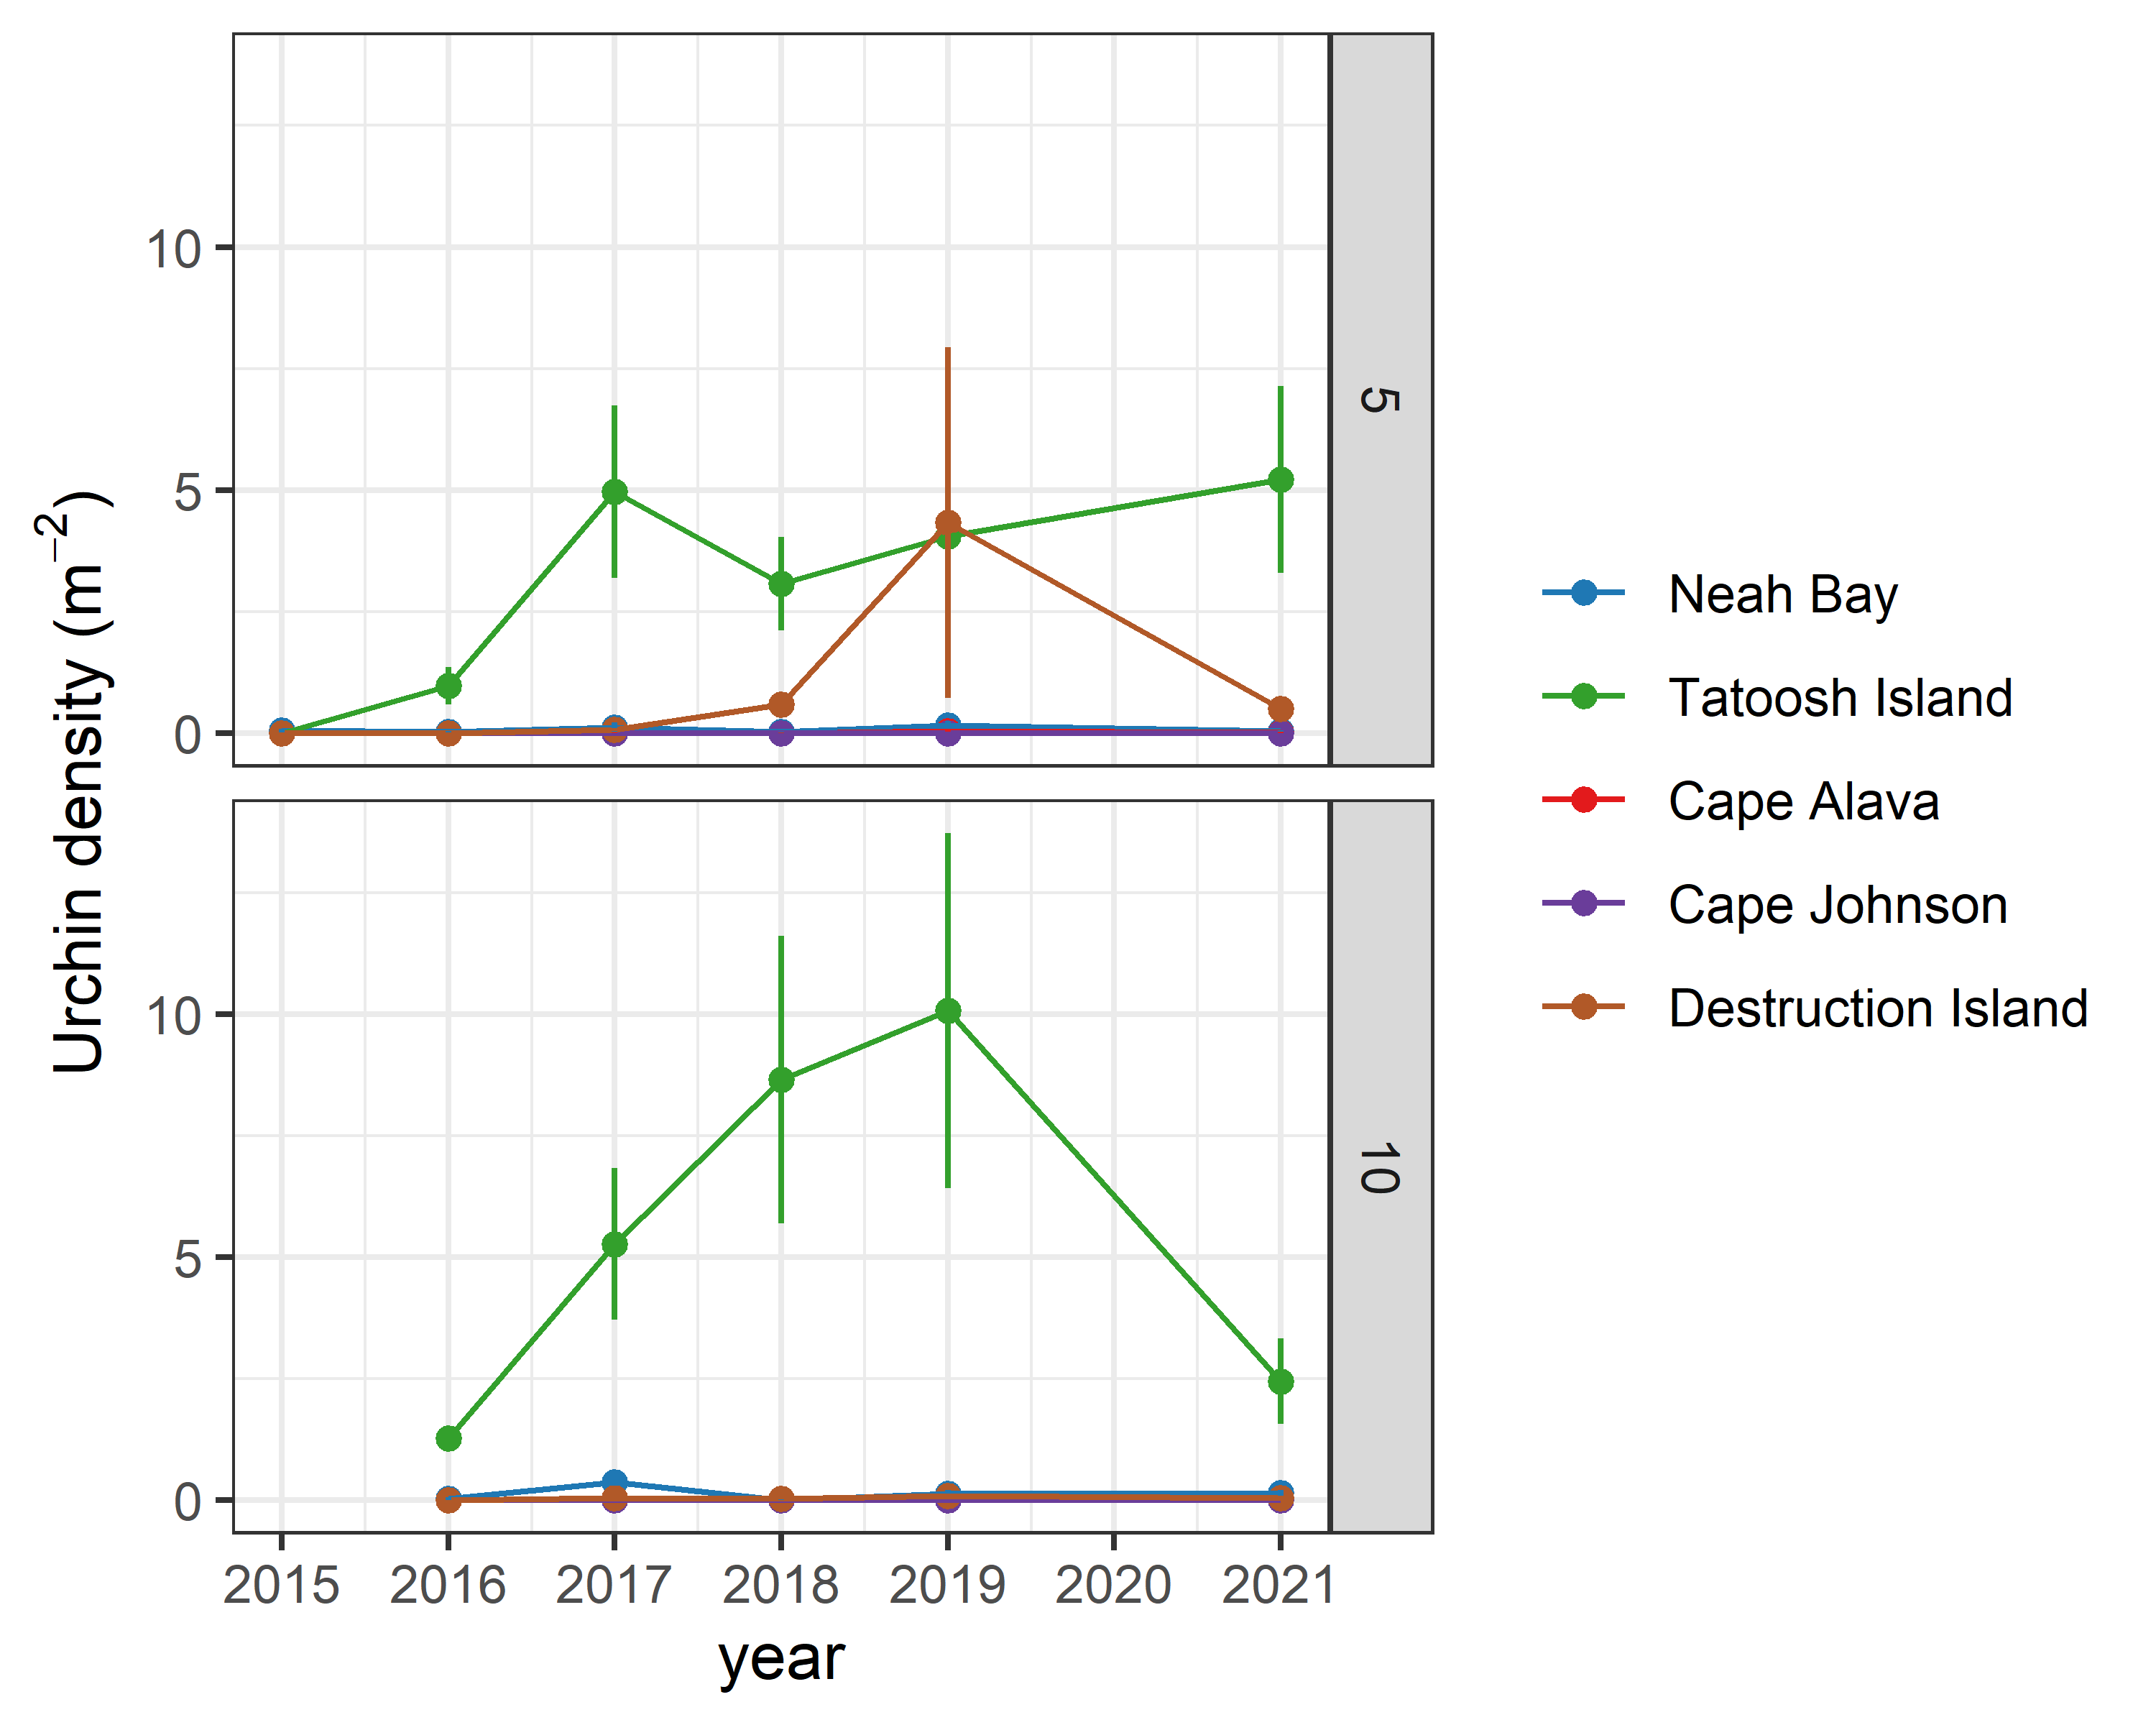 Urchin density (m⁻²)
10
5
0
5
10
5
0
10
2015 2016 2017 2018 2019 2020 2021
year
Neah Bay
Tatoosh Island
Cape Alava
Cape Johnson
Destruction Island